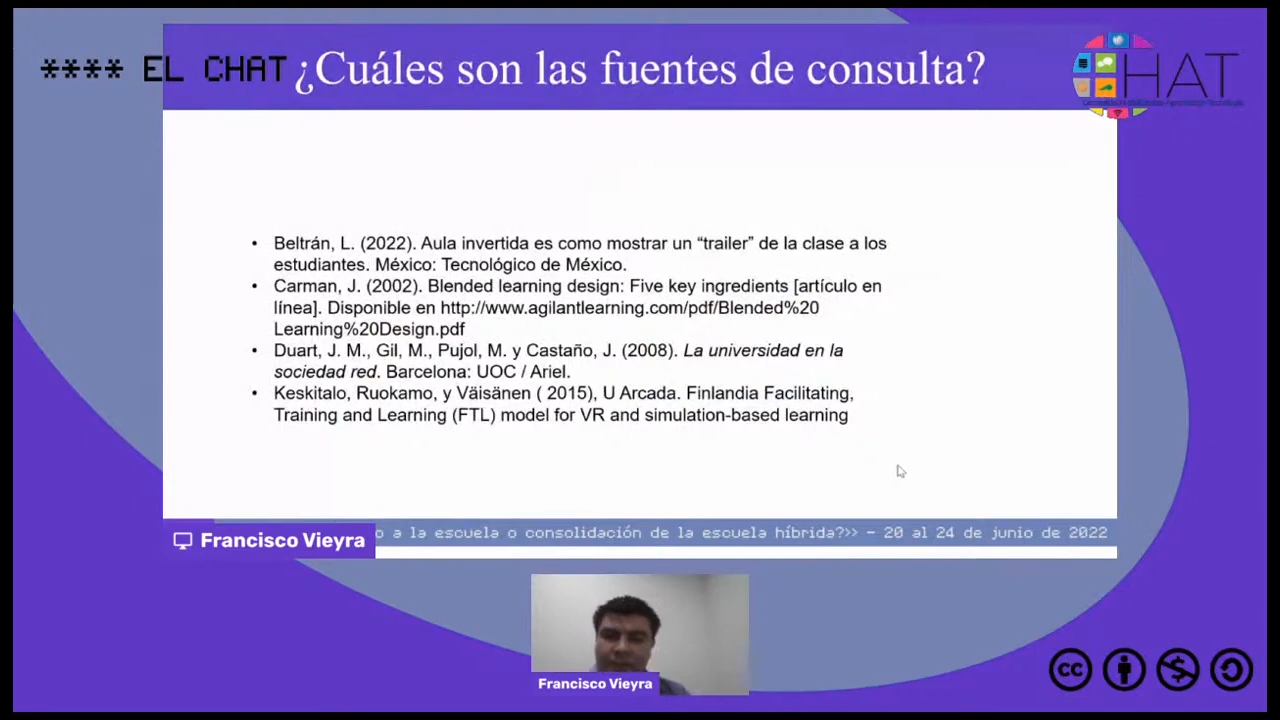 **** EL CHAT ¿Cuáles son las fuentes de consulta?
HAT
• Beltrán, L. (2022). Aula invertida es como mostrar un “trailer” de la clase a los
estudiantes. México: Tecnológico de México.
• Carman, J. (2002). Blended learning design: Five key ingredients [artículo en
línea]. Disponible en http://www.agilantlearning.com/pdf/Blended%20
Learning%20Design.pdf
• Duart, J. M., Gil, M., Pujol, M. y Castaño, J. (2008). La universidad en la
sociedad red. Barcelona: UOC / Ariel.
• Keskitalo, Ruokamo, y Väisänen ( 2015), U Arcada. Finlandia Facilitating,
Training and Learning (FTL) model for VR and simulation-based learning
o a la escuela o consolidación de la escuela híbrida?>> – 20 al 24 de junio de 2022
Francisco Vieyra
Francisco Vieyra
cc